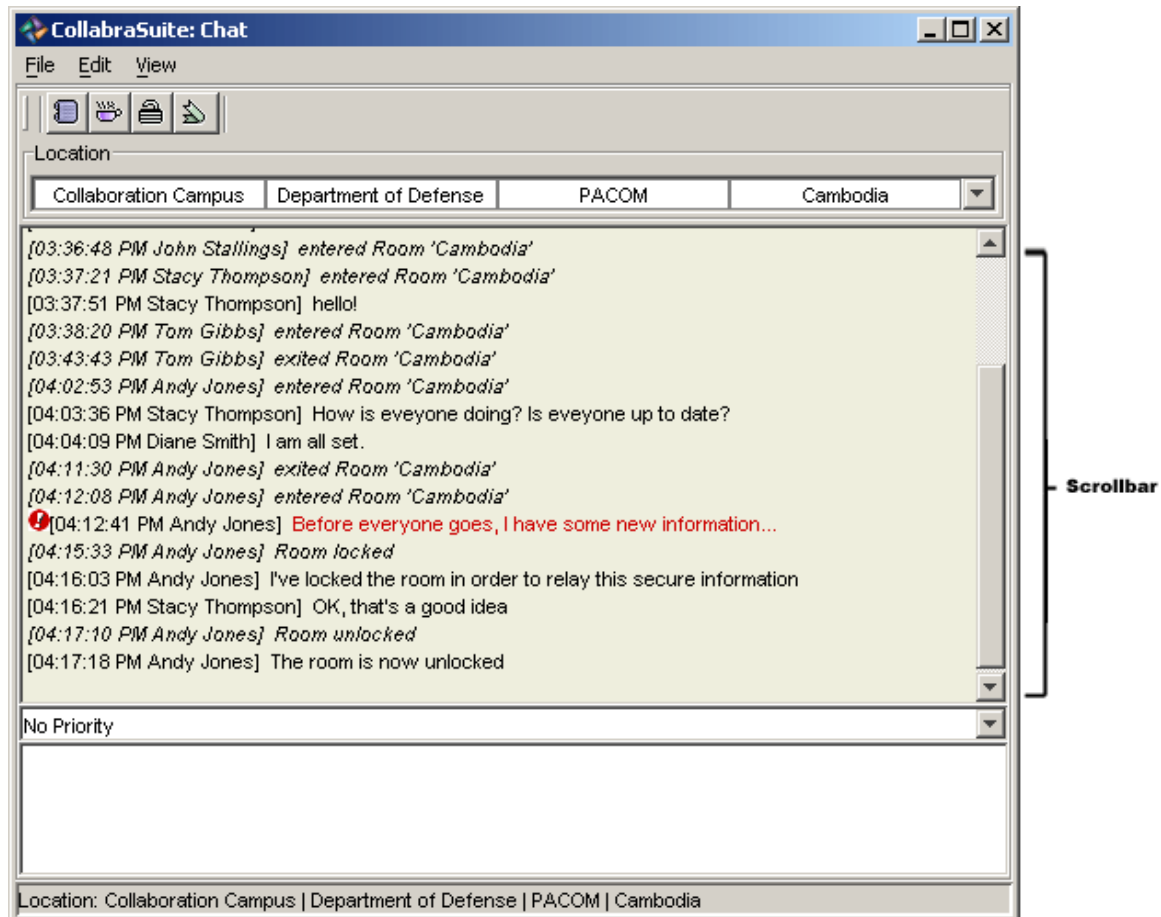 CollabraSuite: Chat
File Edit View
Location
Collaboration Campus Department of Defense PACOM Cambodia
[03:36:48 PM John Stallings] entered Room 'Cambodia'
[03:37:21 PM Stacy Thompson] entered Room 'Cambodia'
[03:37:51 PM Stacy Thompson] hello!
[03:38:20 PM Tom Gibbs] entered Room 'Cambodia'
[03:43:43 PM Tom Gibbs] exited Room 'Cambodia'
[04:02:53 PM Andy Jones] entered Room 'Cambodia'
[04:03:36 PM Stacy Thompson] How is eveyone doing? Is eveyone up to date?
[04:04:09 PM Diane Smith] I am all set.
[04:11:30 PM Andy Jones] exited Room 'Cambodia'
[04:12:08 PM Andy Jones] entered Room 'Cambodia'
[04:12:41 PM Andy Jones] Before everyone goes, I have some new information...
[04:15:33 PM Andy Jones] Room locked
[04:16:03 PM Andy Jones] I've locked the room in order to relay this secure information
[04:16:21 PM Stacy Thompson] OK, that's a good idea
[04:17:10 PM Andy Jones] Room unlocked
[04:17:18 PM Andy Jones] The room is now unlocked
Scrollbar
No Priority
Location: Collaboration Campus | Department of Defense | PACOM | Cambodia